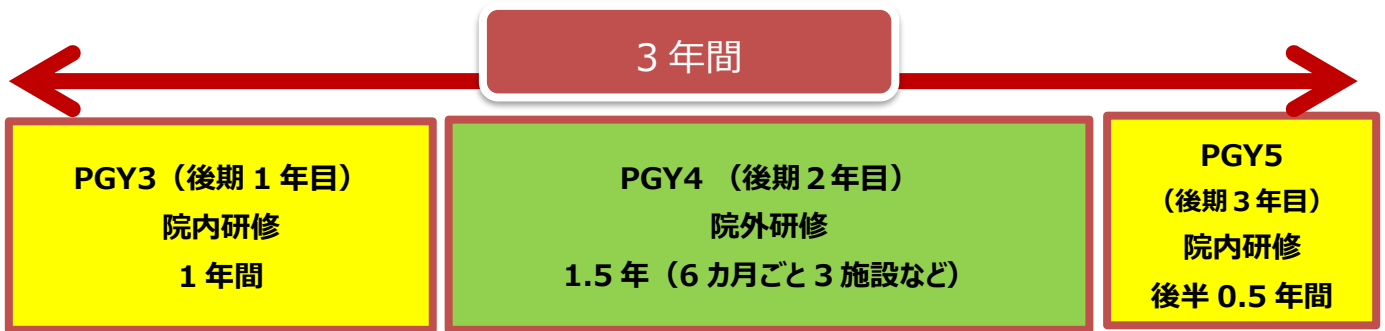 3 年間
PGY3（後期 1 年目）
院内研修
1 年間
PGY4 （後期２年目）
院外研修
1.5 年（6 カ月ごと 3 施設など）
PGY5
（後期３年目）
院内研修
後半 0.5 年間